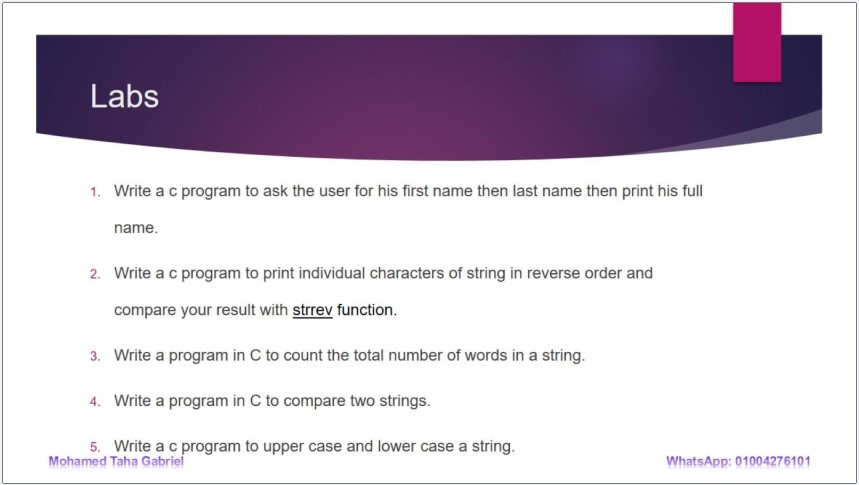 Labs
1. Write a c program to ask the user for his first name then last name then print his full
name.
2. Write a c program to print individual characters of string in reverse order and
compare your result with strrev function.
3. Write a program in C to count the total number of words in a string.
4. Write a program in C to compare two strings.
5. Write a c program to upper case and lower case a string.
Mohamed Taha Gabriel
WhatsApp: 01004276101